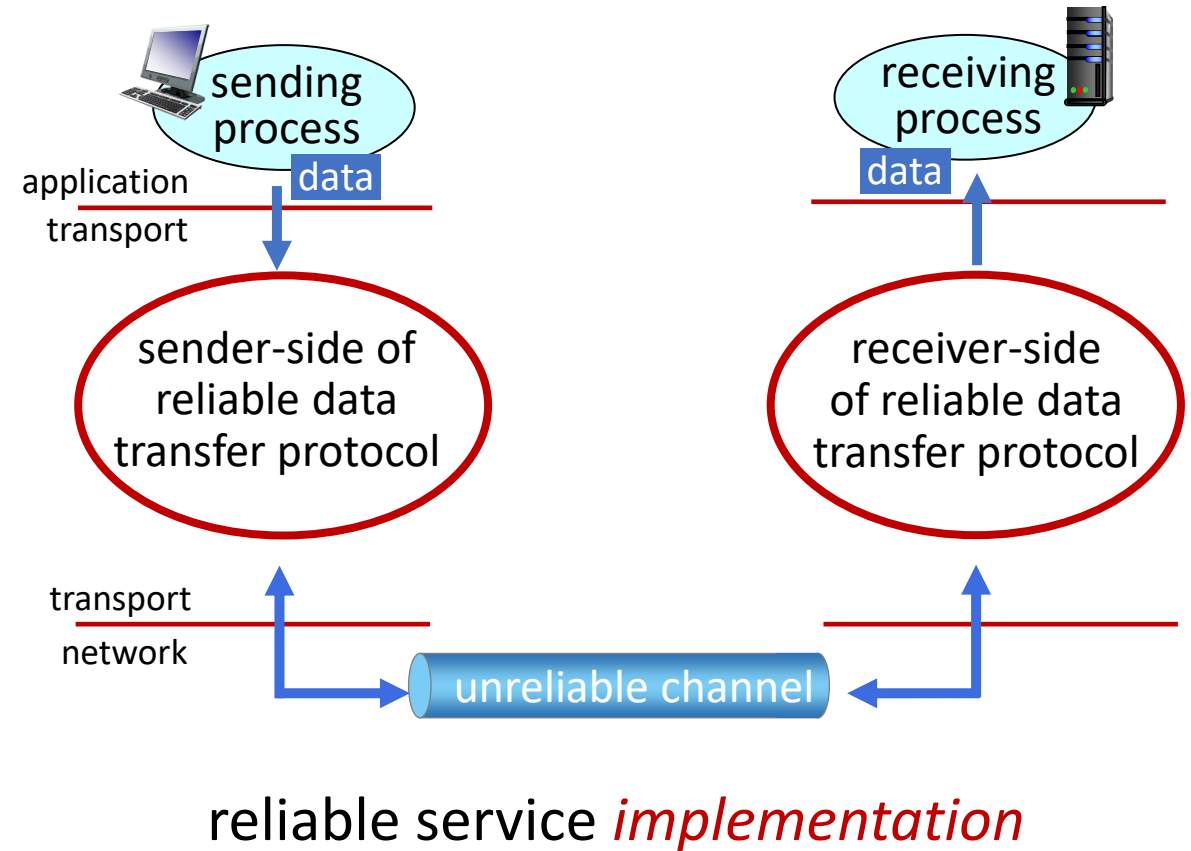 sending
process
data
application
transport
receiving
process
data
sender-side of
reliable data
transfer protocol
receiver-side
of reliable data
transfer protocol
transport
network
unreliable channel
reliable service implementation